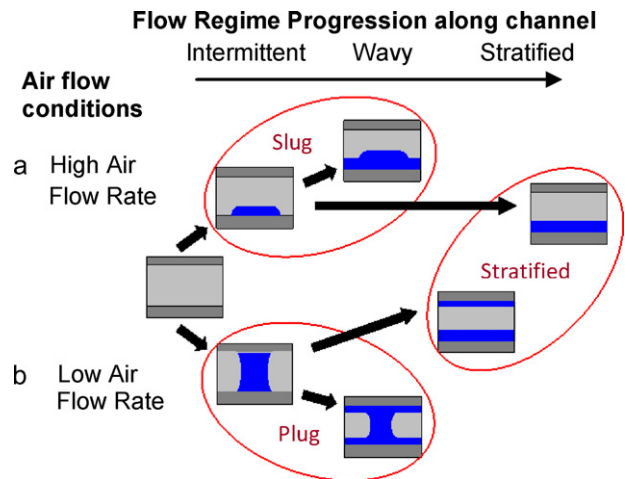 Flow Regime Progression along channel
Intermittent Wavy Stratified
Air flow
conditions
Slug
a High Air
Flow Rate
Stratified
b Low Air
Flow Rate
Plug